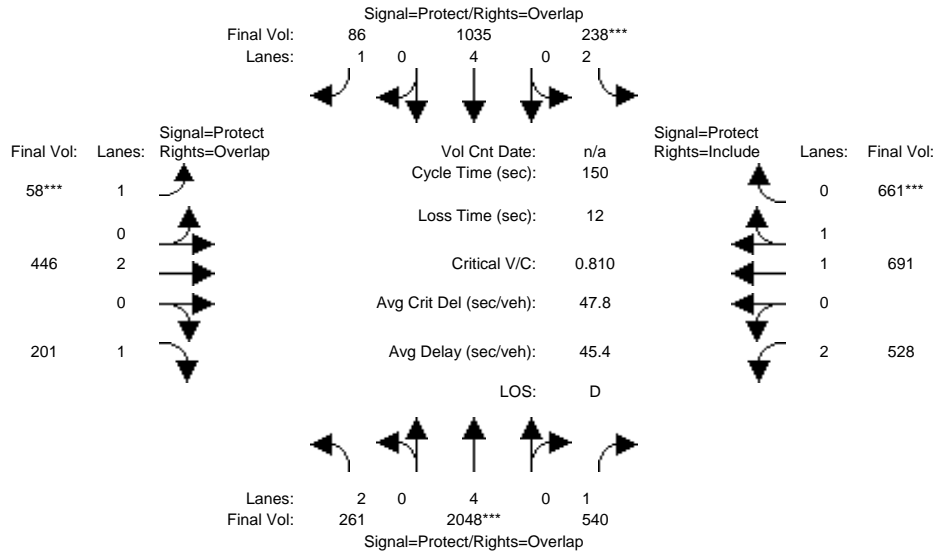 Signal=Protect/Rights=Overlap
Final Vol: 86 1035 238***
Lanes: 1 0 4 0 2
Signal=Protect Signal=Protect
Final Vol: Lanes: Rights=Overlap Vol Cnt Date: n/a Rights=Include Lanes: Final Vol:
Cycle Time (sec): 150
58*** 1 0 661***
Loss Time (sec): 12
0 1
446 2 Critical V/C: 0.810 1 691
0 Avg Crit Del (sec/veh): 47.8 0
201 1 Avg Delay (sec/veh): 45.4 2 528
LOS: D
Lanes: 2 0 4 0 1
Final Vol: 261 2048*** 540
Signal=Protect/Rights=Overlap